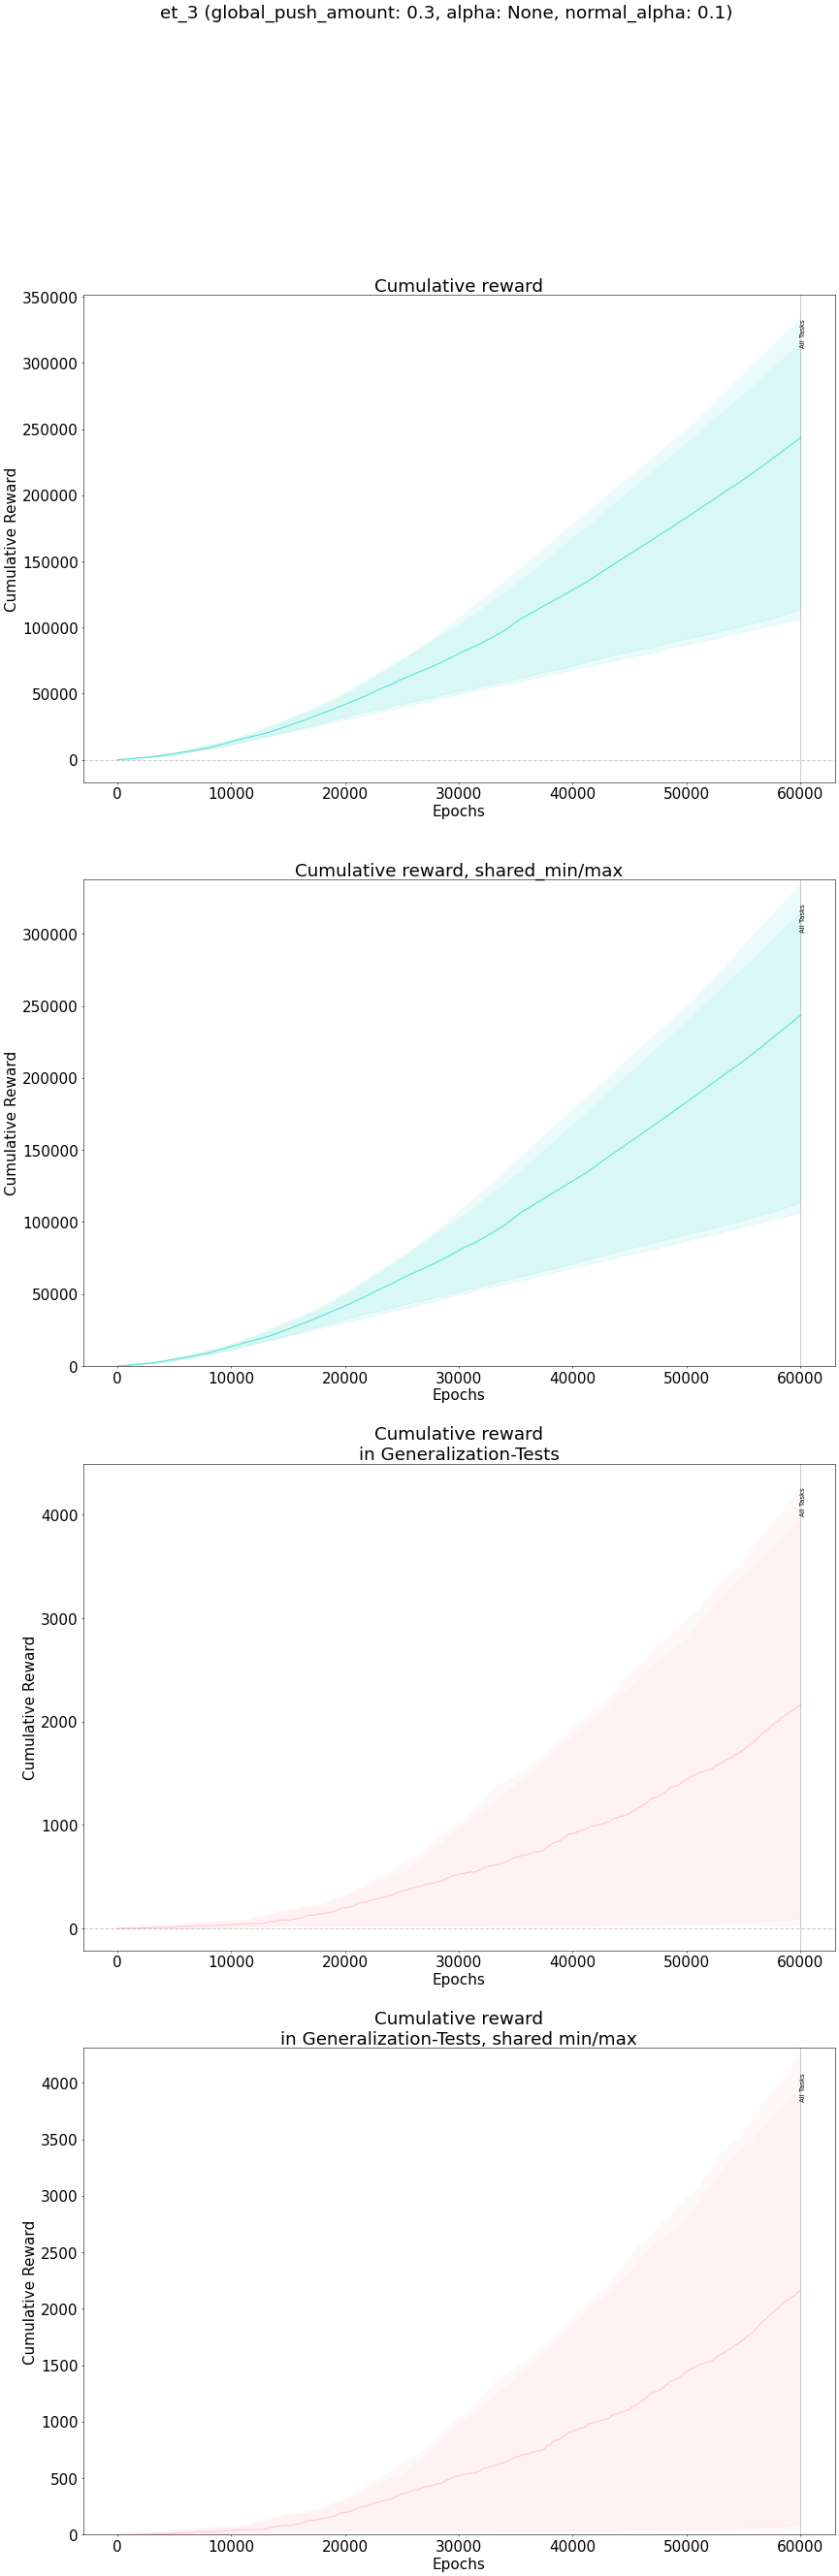 et_3 (global_push_amount: 0.3, alpha: None, normal_alpha: 0.1)
Cumulative reward
350000
300000
250000
200000
150000
100000
50000
0
Cumulative Reward
All Tasks
0 10000 20000 30000 40000 50000 60000
Epochs
Cumulative reward, shared_min/max
300000
250000
200000
150000
100000
50000
0
Cumulative Reward
All Tasks
0 10000 20000 30000 40000 50000 60000
Epochs
Cumulative reward
in Generalization-Tests
4000
3000
2000
1000
0
Cumulative Reward
All Tasks
0 10000 20000 30000 40000 50000 60000
Epochs
Cumulative reward
in Generalization-Tests, shared min/max
4000
3500
3000
2500
2000
1500
1000
500
0
Cumulative Reward
All Tasks
0 10000 20000 30000 40000 50000 60000
Epochs